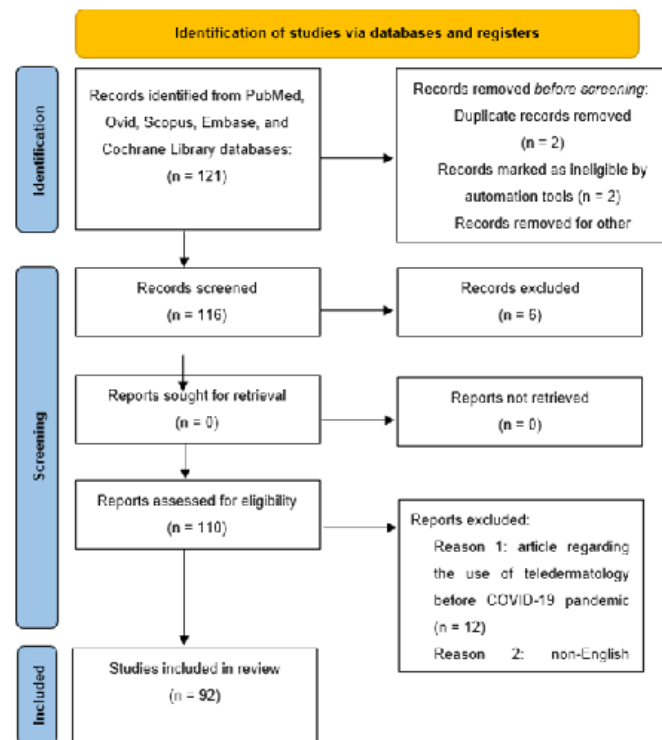 Identification of studies via databases and registers
Identification
Records identified from PubMed,
Ovid, Scopus, Embase, and
Cochrane Library databases:
(n = 121)
Records removed before screening:
Duplicate records removed
(n = 2)
Records marked as ineligible by
automation tools (n = 2)
Records removed for other
Screening
Records screened
(n = 116)
Records excluded
(n = 6)
Reports sought for retrieval
(n = 0)
Reports not retrieved
(n = 0)
Reports assessed for eligibility
(n = 110)
Reports excluded:
Reason 1: article regarding
the use of teledermatology
before COVID-19 pandemic
(n = 12)
Reason 2: non-English
Included
Studies included in review
(n = 92)